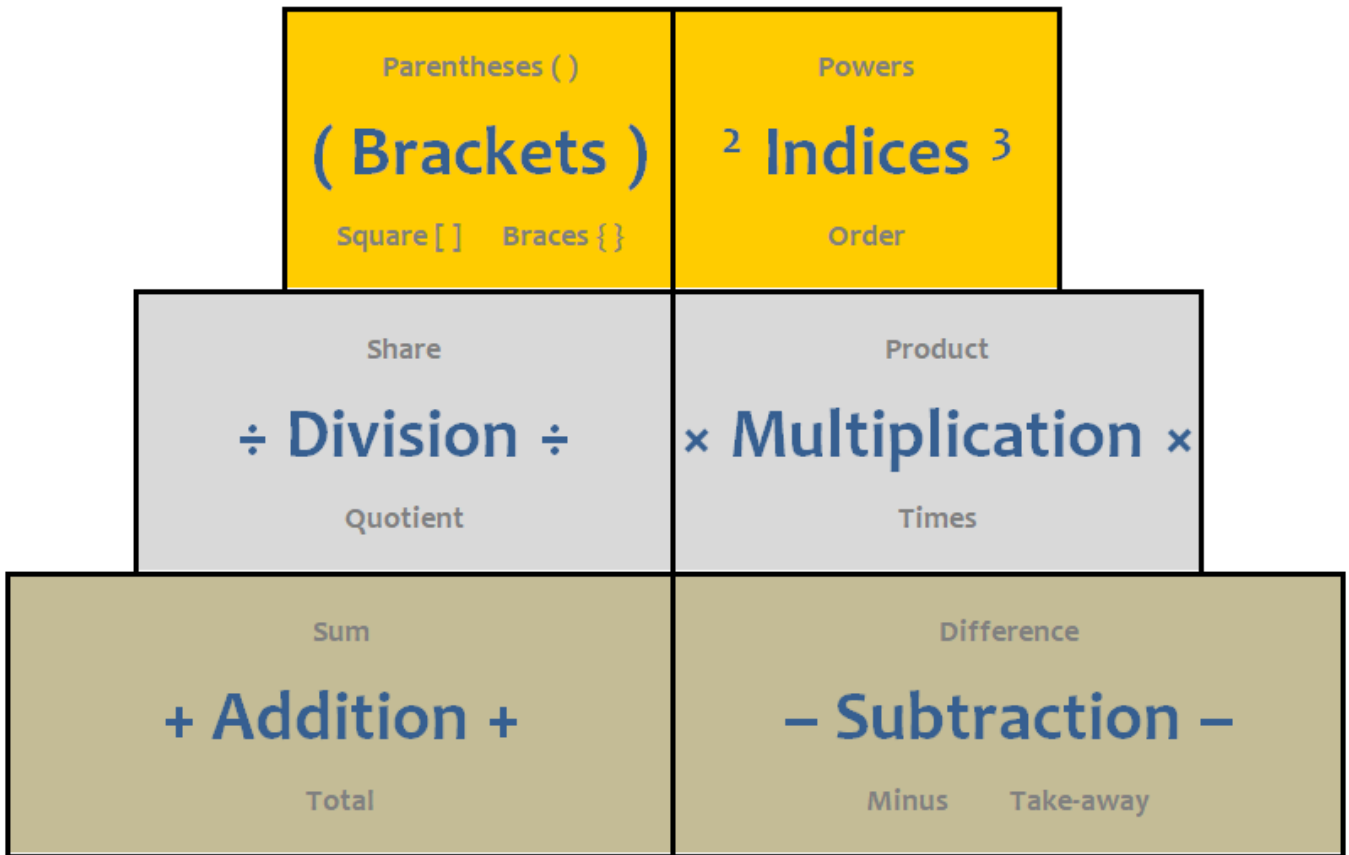 Parentheses ( )
Powers
( Brackets )
² Indices ³
Square [ ] Braces { }
Order
Share
Product
÷ Division ÷
× Multiplication ×
Quotient
Times
Sum
Difference
+ Addition +
– Subtraction –
Total
Minus Take-away